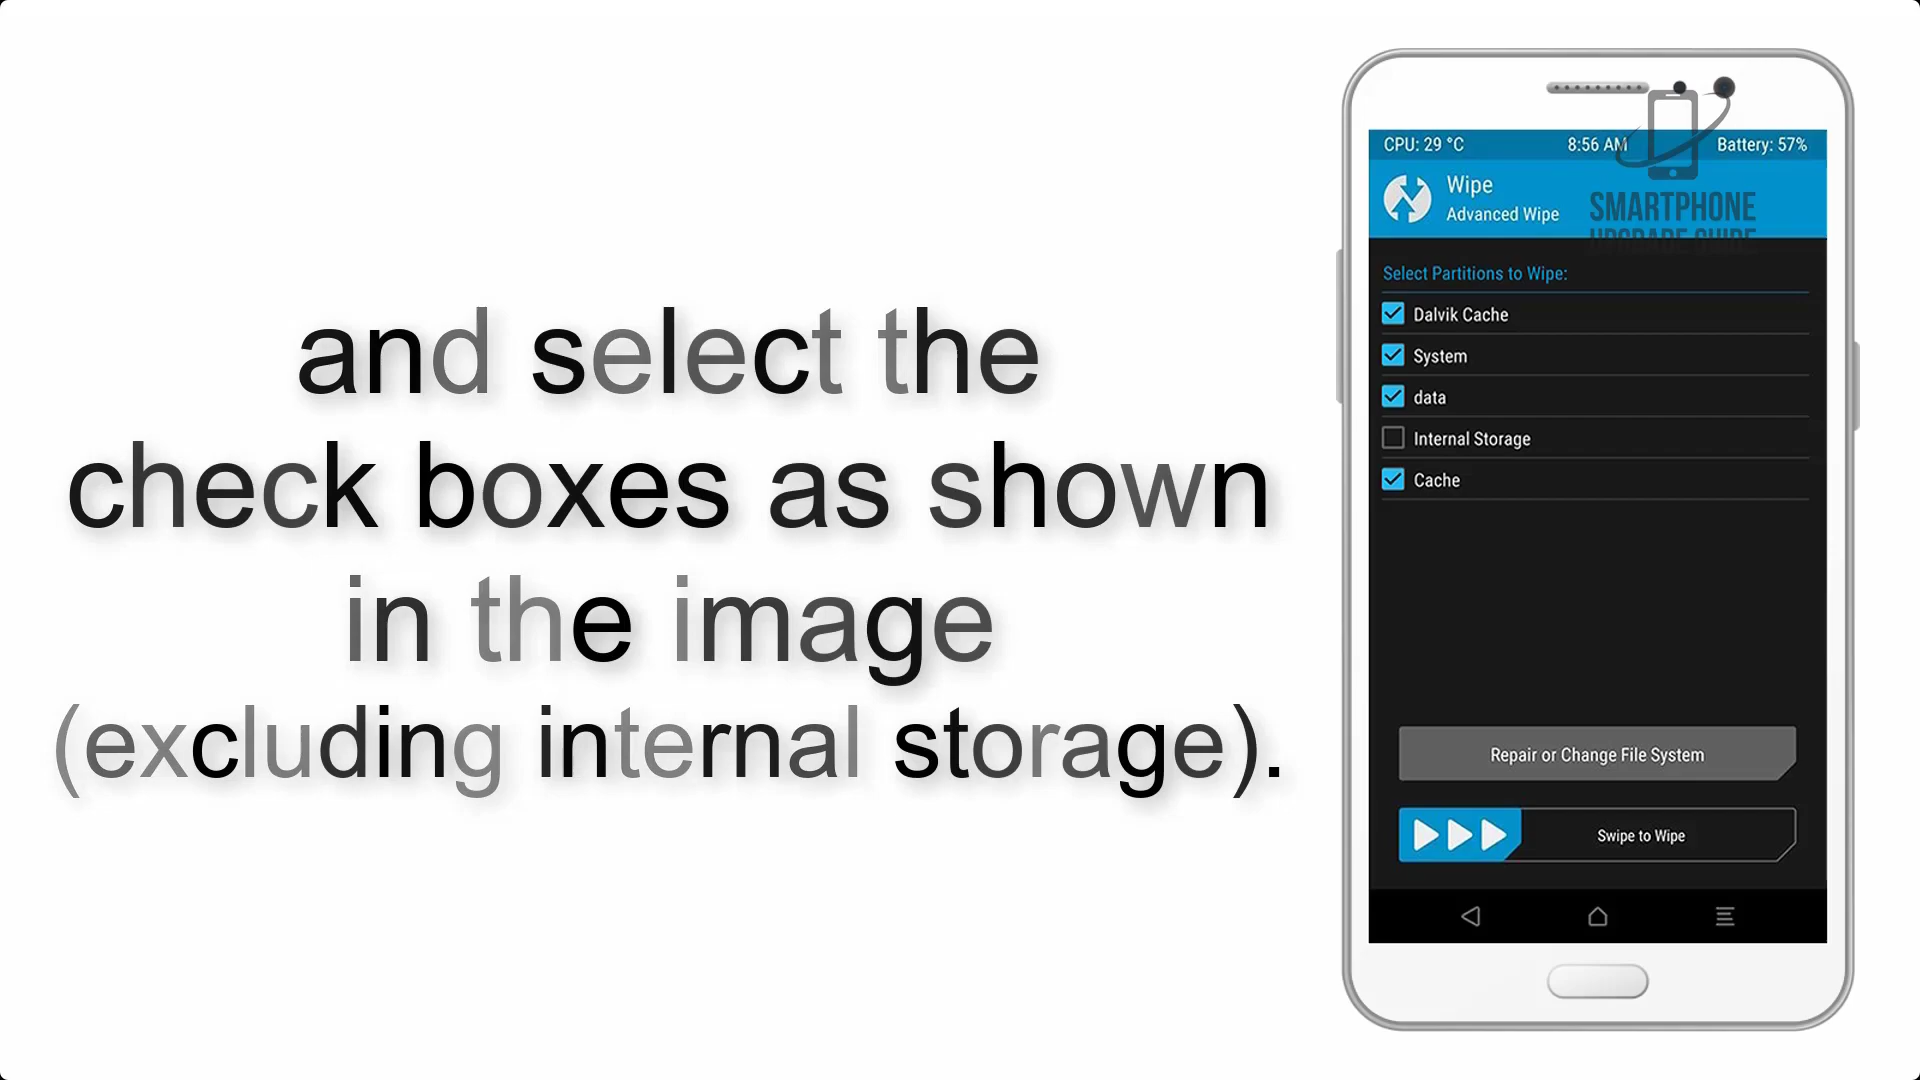 and select the
check boxes as shown
in the image
(excluding internal storage).
CPU: 29 °C 8:56 AM Battery: 57%
Wipe
Advanced Wipe
SMARTPHONE
UPGRADE GUIDE
Select Partitions to Wipe:
Dalvik Cache
System
data
Internal Storage
Cache
Repair or Change File System
Swipe to Wipe